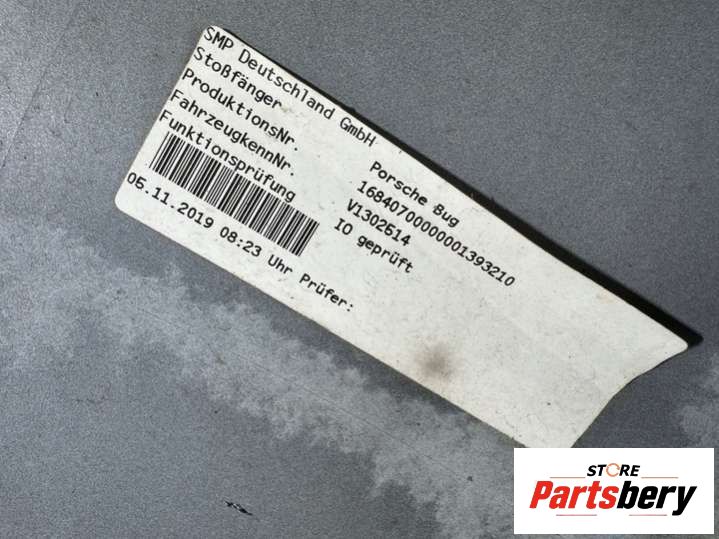 SMP Deutschland GmbH
Stoßfänger Porsche Bug
ProduktionsNr. 16840700000001393210
FahrzeugkennNr. V1302614
Funktionsprüfung IO geprüft
05.11.2019 08:23 Uhr Prüfer:
STORE
Partsbery